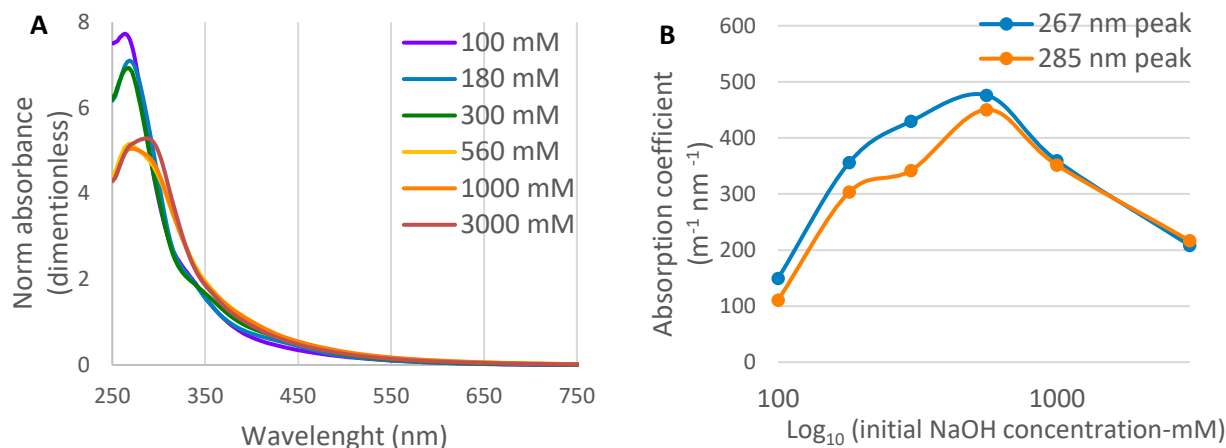 A
Norm absorbance
(dimentionless)
8
6
4
2
0
250
350
450
550
650
750
Wavelenght (nm)
100 mM
180 mM
300 mM
560 mM
1000 mM
3000 mM
B
Absorption coefficient
(m⁻¹ nm ⁻¹)
600
500
400
300
200
100
0
100
1000
Log₁₀ (initial NaOH concentration-mM)
267 nm peak
285 nm peak